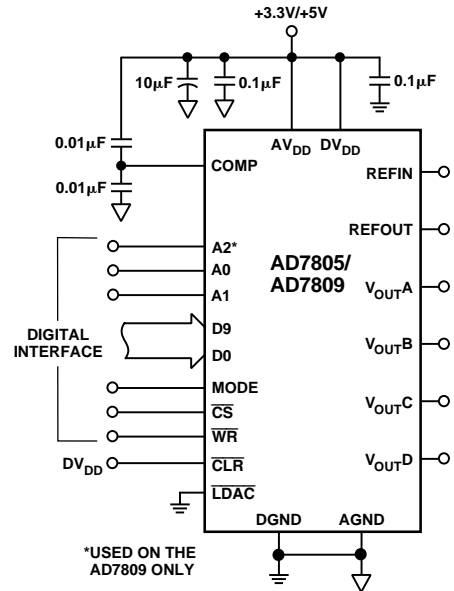 +3.3V/+5V
10μF
0.1μF
0.1μF
0.01μF
0.01μF
AVDD DVDD
COMP
REFIN
REFOUT
AD7805/
AD7809
A2*
A0
A1
D9
D0
DIGITAL
INTERFACE
MODE
CS
WR
DVDD
CLR
LDAC
VOUTA
VOUTB
VOUTC
VOUTD
DGND
AGND
*USED ON THE
AD7809 ONLY